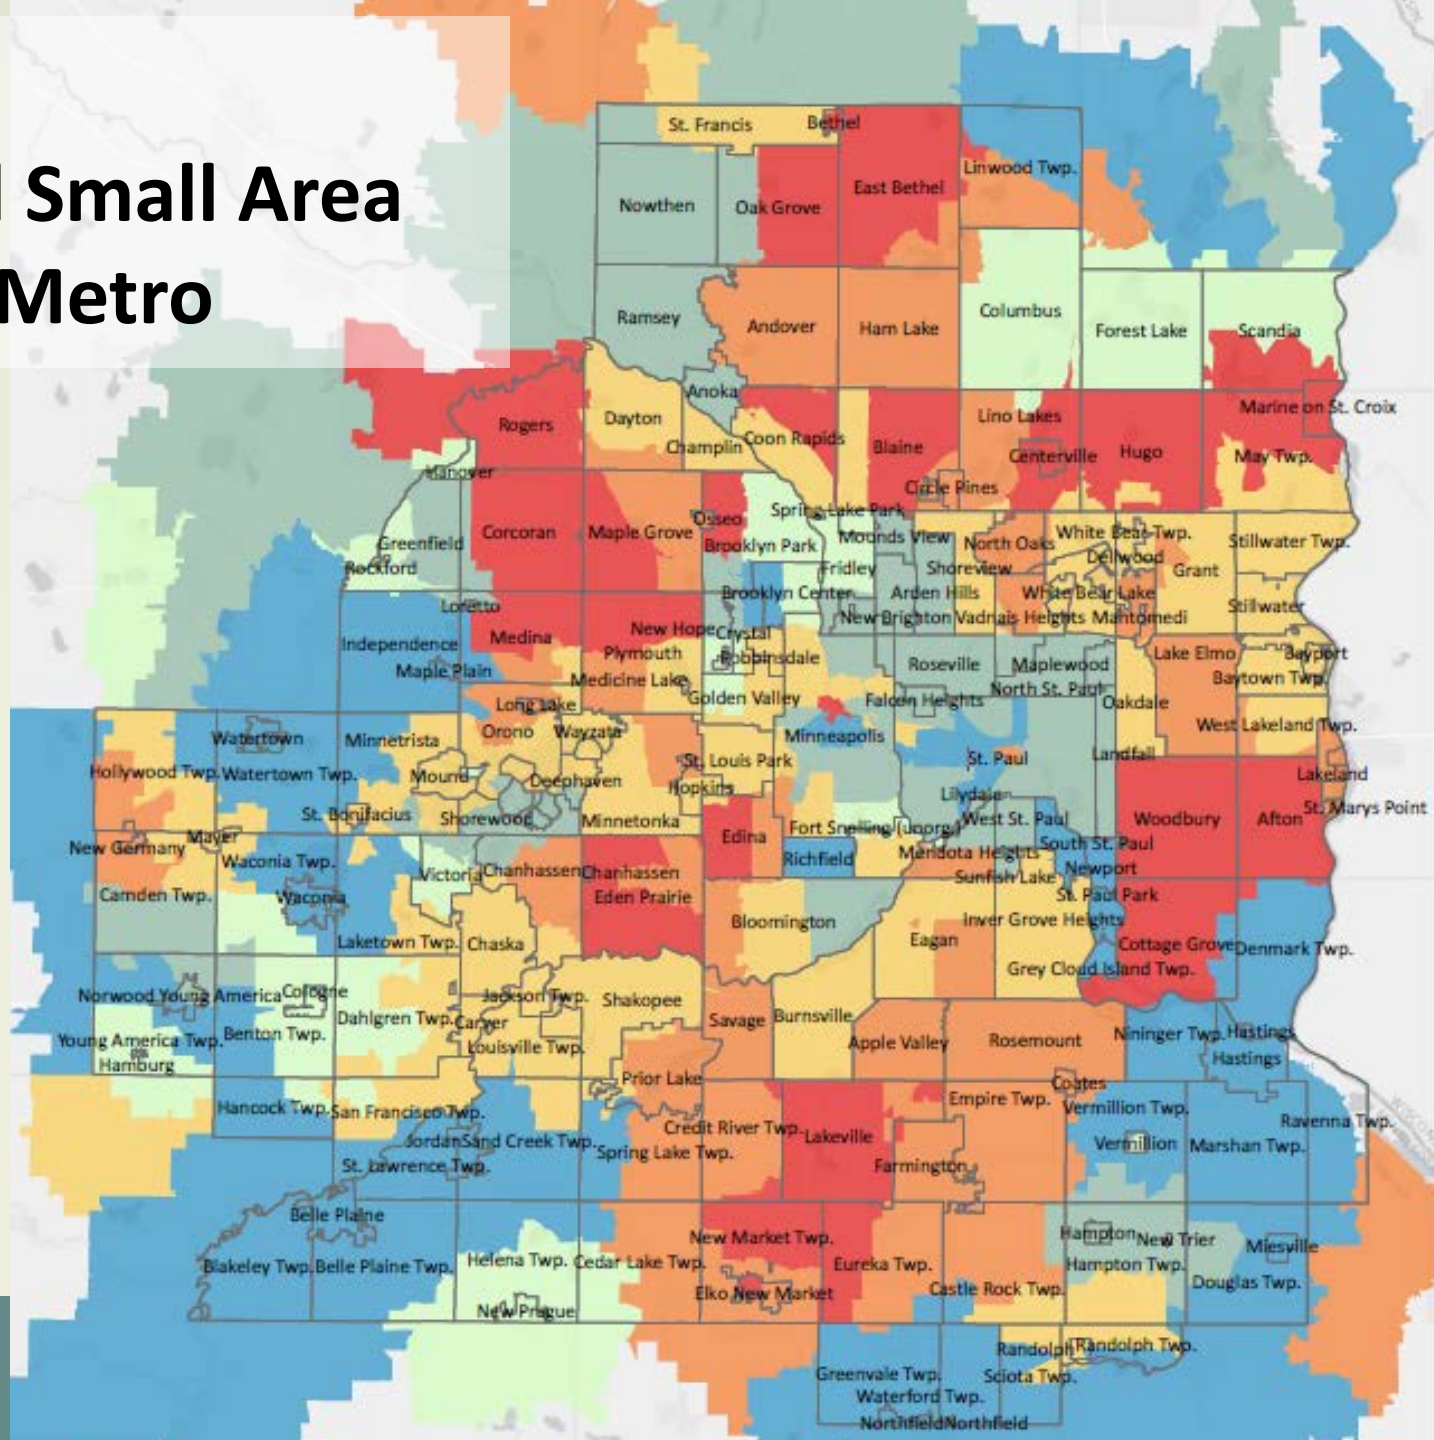 Small Area
Metro
St. Francis
Bethel
Linwood Twp.
East Bethel
Nowthen
Oak Grove
Columbus
Ramsey
Andover
Ham Lake
Forest Lake
Scandia
Anoka
Marine on St. Croix
Rogers
Dayton
Lino Lakes
Champlin
Coon Rapids
Blaine
Centerville
Hugo
May Twp.
Hanover
Circle Pines
Spring Lake Park
Corcoran
Maple Grove
Osseo
Brooklyn Park
Mounds View
North Oaks
White Bear Twp.
Stillwater Twp.
Greenfield
Dellwood
Rockford
Fridley
Shoreview
Grant
Brooklyn Center
Arden Hills
White Bear Lake
Loretto
Stillwater
New Brighton
Vadnais Heights
Mantomedi
Independence
Medina
New Hope
Crystal
Plymouth
Robbinsdale
Roseville
Maplewood
Lake Elmo
Bayport
Maple Plain
Medicine Lake
North St. Paul
Baytown Twp.
Long Lake
Golden Valley
Falcon Heights
Oakdale
West Lakeland Twp.
Watertown
Minnetrista
Orono
Wayzata
Minneapolis
St. Paul
Landfall
Hollywood Twp.
Watertown Twp.
Mound
Deephaven
St. Louis Park
Hopkins
Lakeland
Lilydale
St. Marys Point
St. Bonifacius
Shorewood
Minnetonka
Fort Snelling (unorg.)
West St. Paul
Woodbury
Afton
New Germany
Mayer
Edina
South St. Paul
Waconia Twp.
Richfield
Mendota Heights
Newport
Victoria
Chanhassen
Chanhassen
Sunfish Lake
Camden Twp.
Waconia
Eden Prairie
St. Paul Park
Bloomington
Inver Grove Heights
Laketown Twp.
Chaska
Eagan
Cottage Grove
Denmark Twp.
Grey Cloud Island Twp.
Norwood Young America
Cologne
Jackson Twp.
Shakopee
Dahlgren Twp.
Carver
Savage
Burnsville
Young America Twp.
Benton Twp.
Louisville Twp.
Apple Valley
Rosemount
Nininger Twp.
Hastings
Hamburg
Hastings
Prior Lake
Coates
Hancock Twp.
San Francisco Twp.
Empire Twp.
Vermillion Twp.
Ravenna Twp.
Jordan
Sand Creek Twp.
Credit River Twp.
Lakeville
Vermillion
Marshan Twp.
St. Lawrence Twp.
Spring Lake Twp.
Farmington
Belle Plaine
New Market Twp.
Hampton
New Trier
Miesville
Blakeley Twp.
Belle Plaine Twp.
Helena Twp.
Cedar Lake Twp.
Eureka Twp.
Hampton Twp.
Castle Rock Twp.
Douglas Twp.
New Prague
Elko New Market
Randolph
Randolph Twp.
Greenvale Twp.
Sciota Twp.
Waterford Twp.
Northfield
Northfield